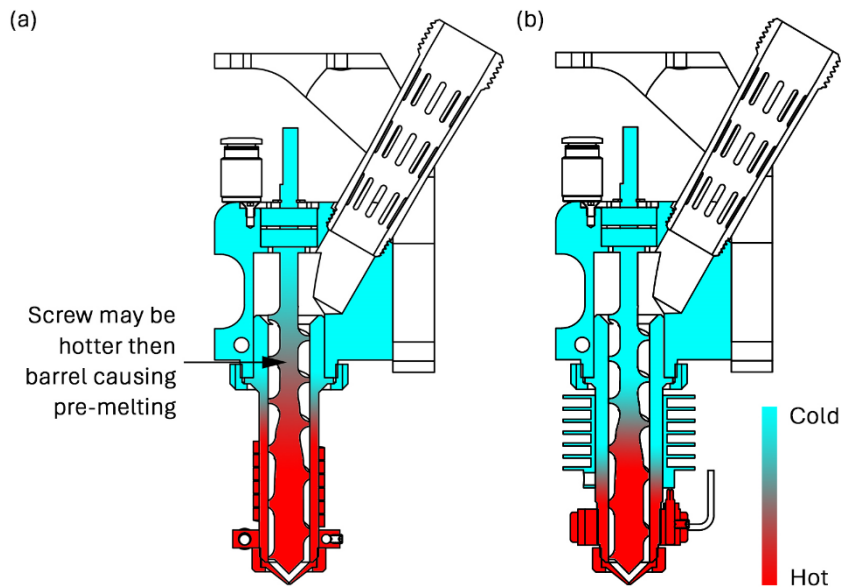 (a)
(b)
Screw may be
hotter then
barrel causing
pre-melting
Cold
Hot